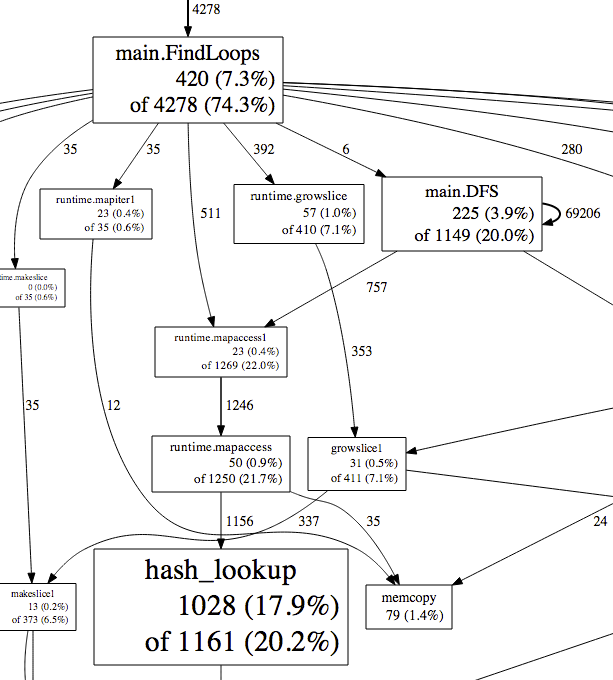 4278
main.FindLoops
420 (7.3%)
of 4278 (74.3%)
35
35
392
6
280
runtime.mapiter1
23 (0.4%)
of 35 (0.6%)
runtime.growslice
57 (1.0%)
of 410 (7.1%)
main.DFS
225 (3.9%)
of 1149 (20.0%)
69206
511
time.makeslice
0 (0.0%)
of 35 (0.6%)
757
runtime.mapaccess1
23 (0.4%)
of 1269 (22.0%)
353
35
12
1246
runtime.mapaccess
50 (0.9%)
of 1250 (21.7%)
growslice1
31 (0.5%)
of 411 (7.1%)
1156
337
35
24
hash_lookup
1028 (17.9%)
of 1161 (20.2%)
makeslice1
13 (0.2%)
of 373 (6.5%)
memcopy
79 (1.4%)